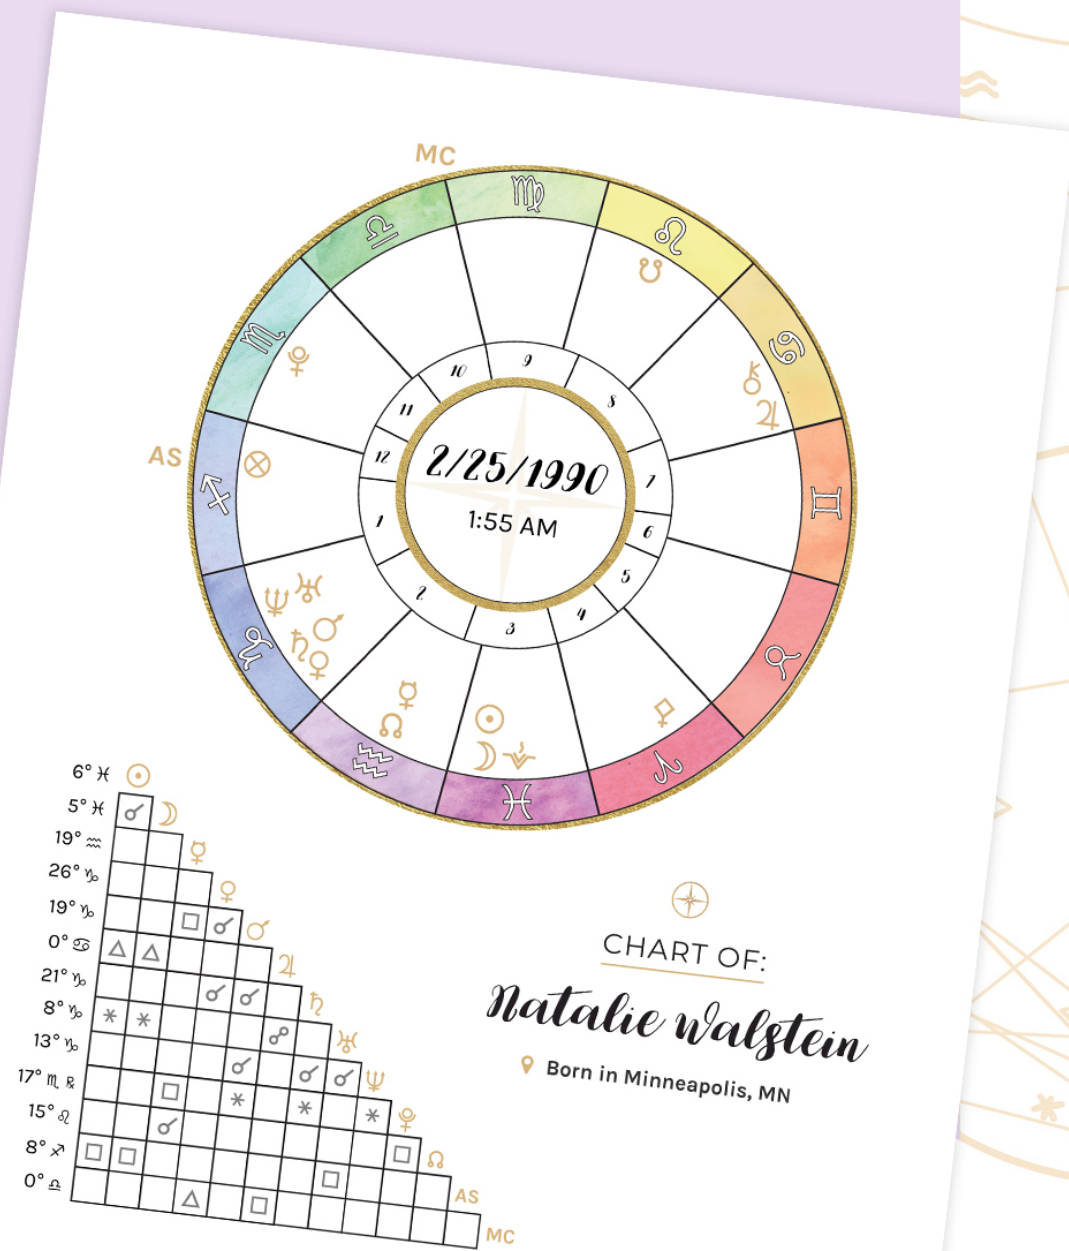 MC
AS
10
9
8
11
12
7
1
6
5
2
3
4
2/25/1990
1:55 AM
6° ♓ ☉
5° ♓ ☌ ☽
19° ♒ ☿
26° ♑ ♀
19° ♑ □ ☌ ♂
0° ♋ △ △ ♃
21° ♑ ☌ ☌ ♄
8° ♑ ✶ ✶ ☍ ♅
13° ♑ ☌ ☌ ☌ ♆
17° ♏ ℞ □ ✶ ✶ ✶ ♇
15° ♌ ☌ □ ☊
8° ♐ □ □ □ AS
0° ♎ △ □ MC
CHART OF:
Natalie Walstein
Born in Minneapolis, MN